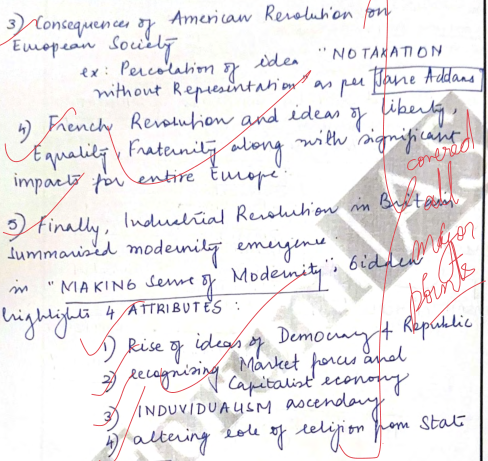 3) Consequences of American Revolution on
European Society
ex: Percolation of idea "NO TAXATION
without Representation" as per Jane Addams
4) French Revolution and ideas of liberty,
Equality, Fraternity along with significant
impacts for entire Europe.
5) Finally, Industrial Revolution in Britain
summarised modernity emergence.
in "MAKING sense of Modernity", Giddens
highlights 4 ATTRIBUTES:
1) Rise of ideas of Democracy & Republic
2) recognising Market forces and
Capitalist economy
3) INDUVIDUALISM ascendary
4) altering role of religion from State
covered
all
major
points